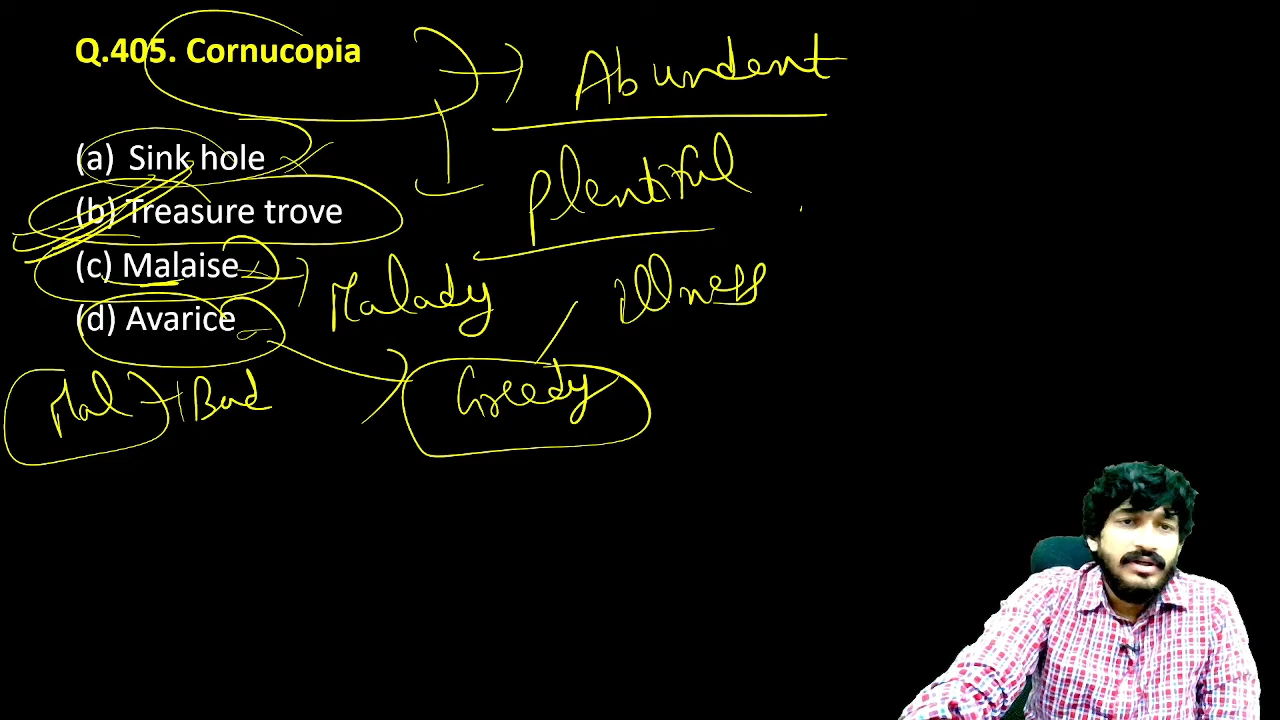 Q.405. Cornucopia
Abundent
(a) Sink hole
Plentiful
(b) Treasure trove
(c) Malaise
Malady
illness
(d) Avarice
Mal → Bad
Greedy